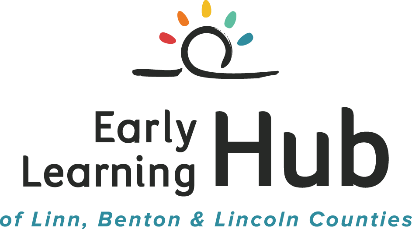 Early
Learning Hub
of Linn, Benton & Lincoln Counties